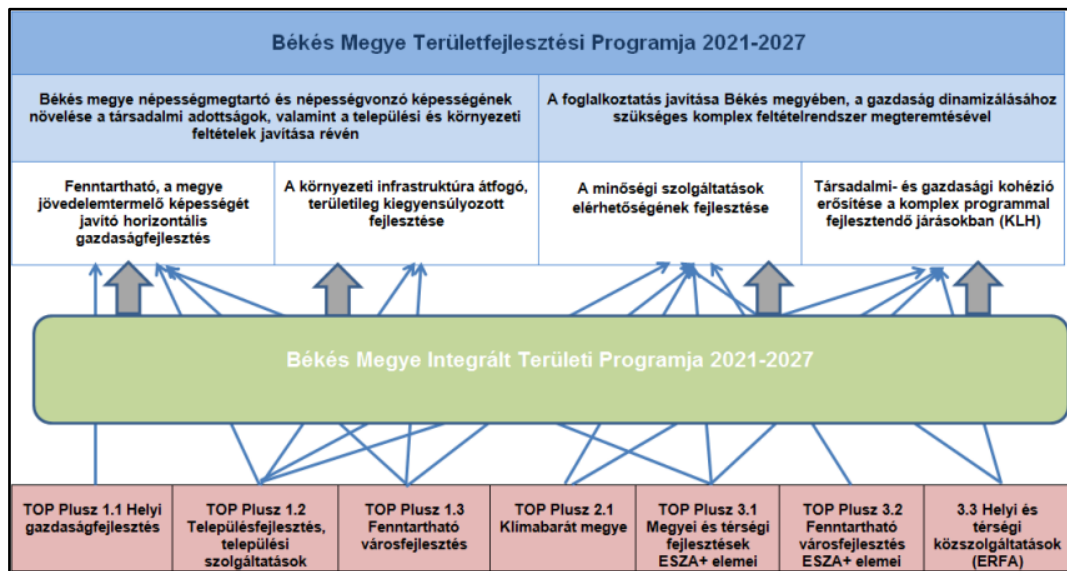 Békés Megye Területfejlesztési Programja 2021-2027
Békés megye népességmegtartó és népességvonzó képességének
növelése a társadalmi adottságok, valamint a települési és környezeti
feltételek javítása révén
A foglalkoztatás javítása Békés megyében, a gazdaság dinamizálásához
szükséges komplex feltételrendszer megteremtésével
Fenntartható, a megye
jövedelemtermelő képességét
javító horizontális
gazdaságfejlesztés
A környezeti infrastruktúra átfogó,
területileg kiegyensúlyozott
fejlesztése
A minőségi szolgáltatások
elérhetőségének fejlesztése
Társadalmi- és gazdasági kohézió
erősítése a komplex programmal
fejlesztendő járásokban (KLH)
Békés Megye Integrált Területi Programja 2021-2027
TOP Plusz 1.1 Helyi
gazdaságfejlesztés
TOP Plusz 1.2
Településfejlesztés,
települési
szolgáltatások
TOP Plusz 1.3
Fenntartható
városfejlesztés
TOP Plusz 2.1
Klímabarát megye
TOP Plusz 3.1
Megyei és térségi
fejlesztések
ESZA+ elemei
TOP Plusz 3.2
Fenntartható
városfejlesztés
ESZA+ elemei
3.3 Helyi és
térségi
közszolgáltatások
(ERFA)